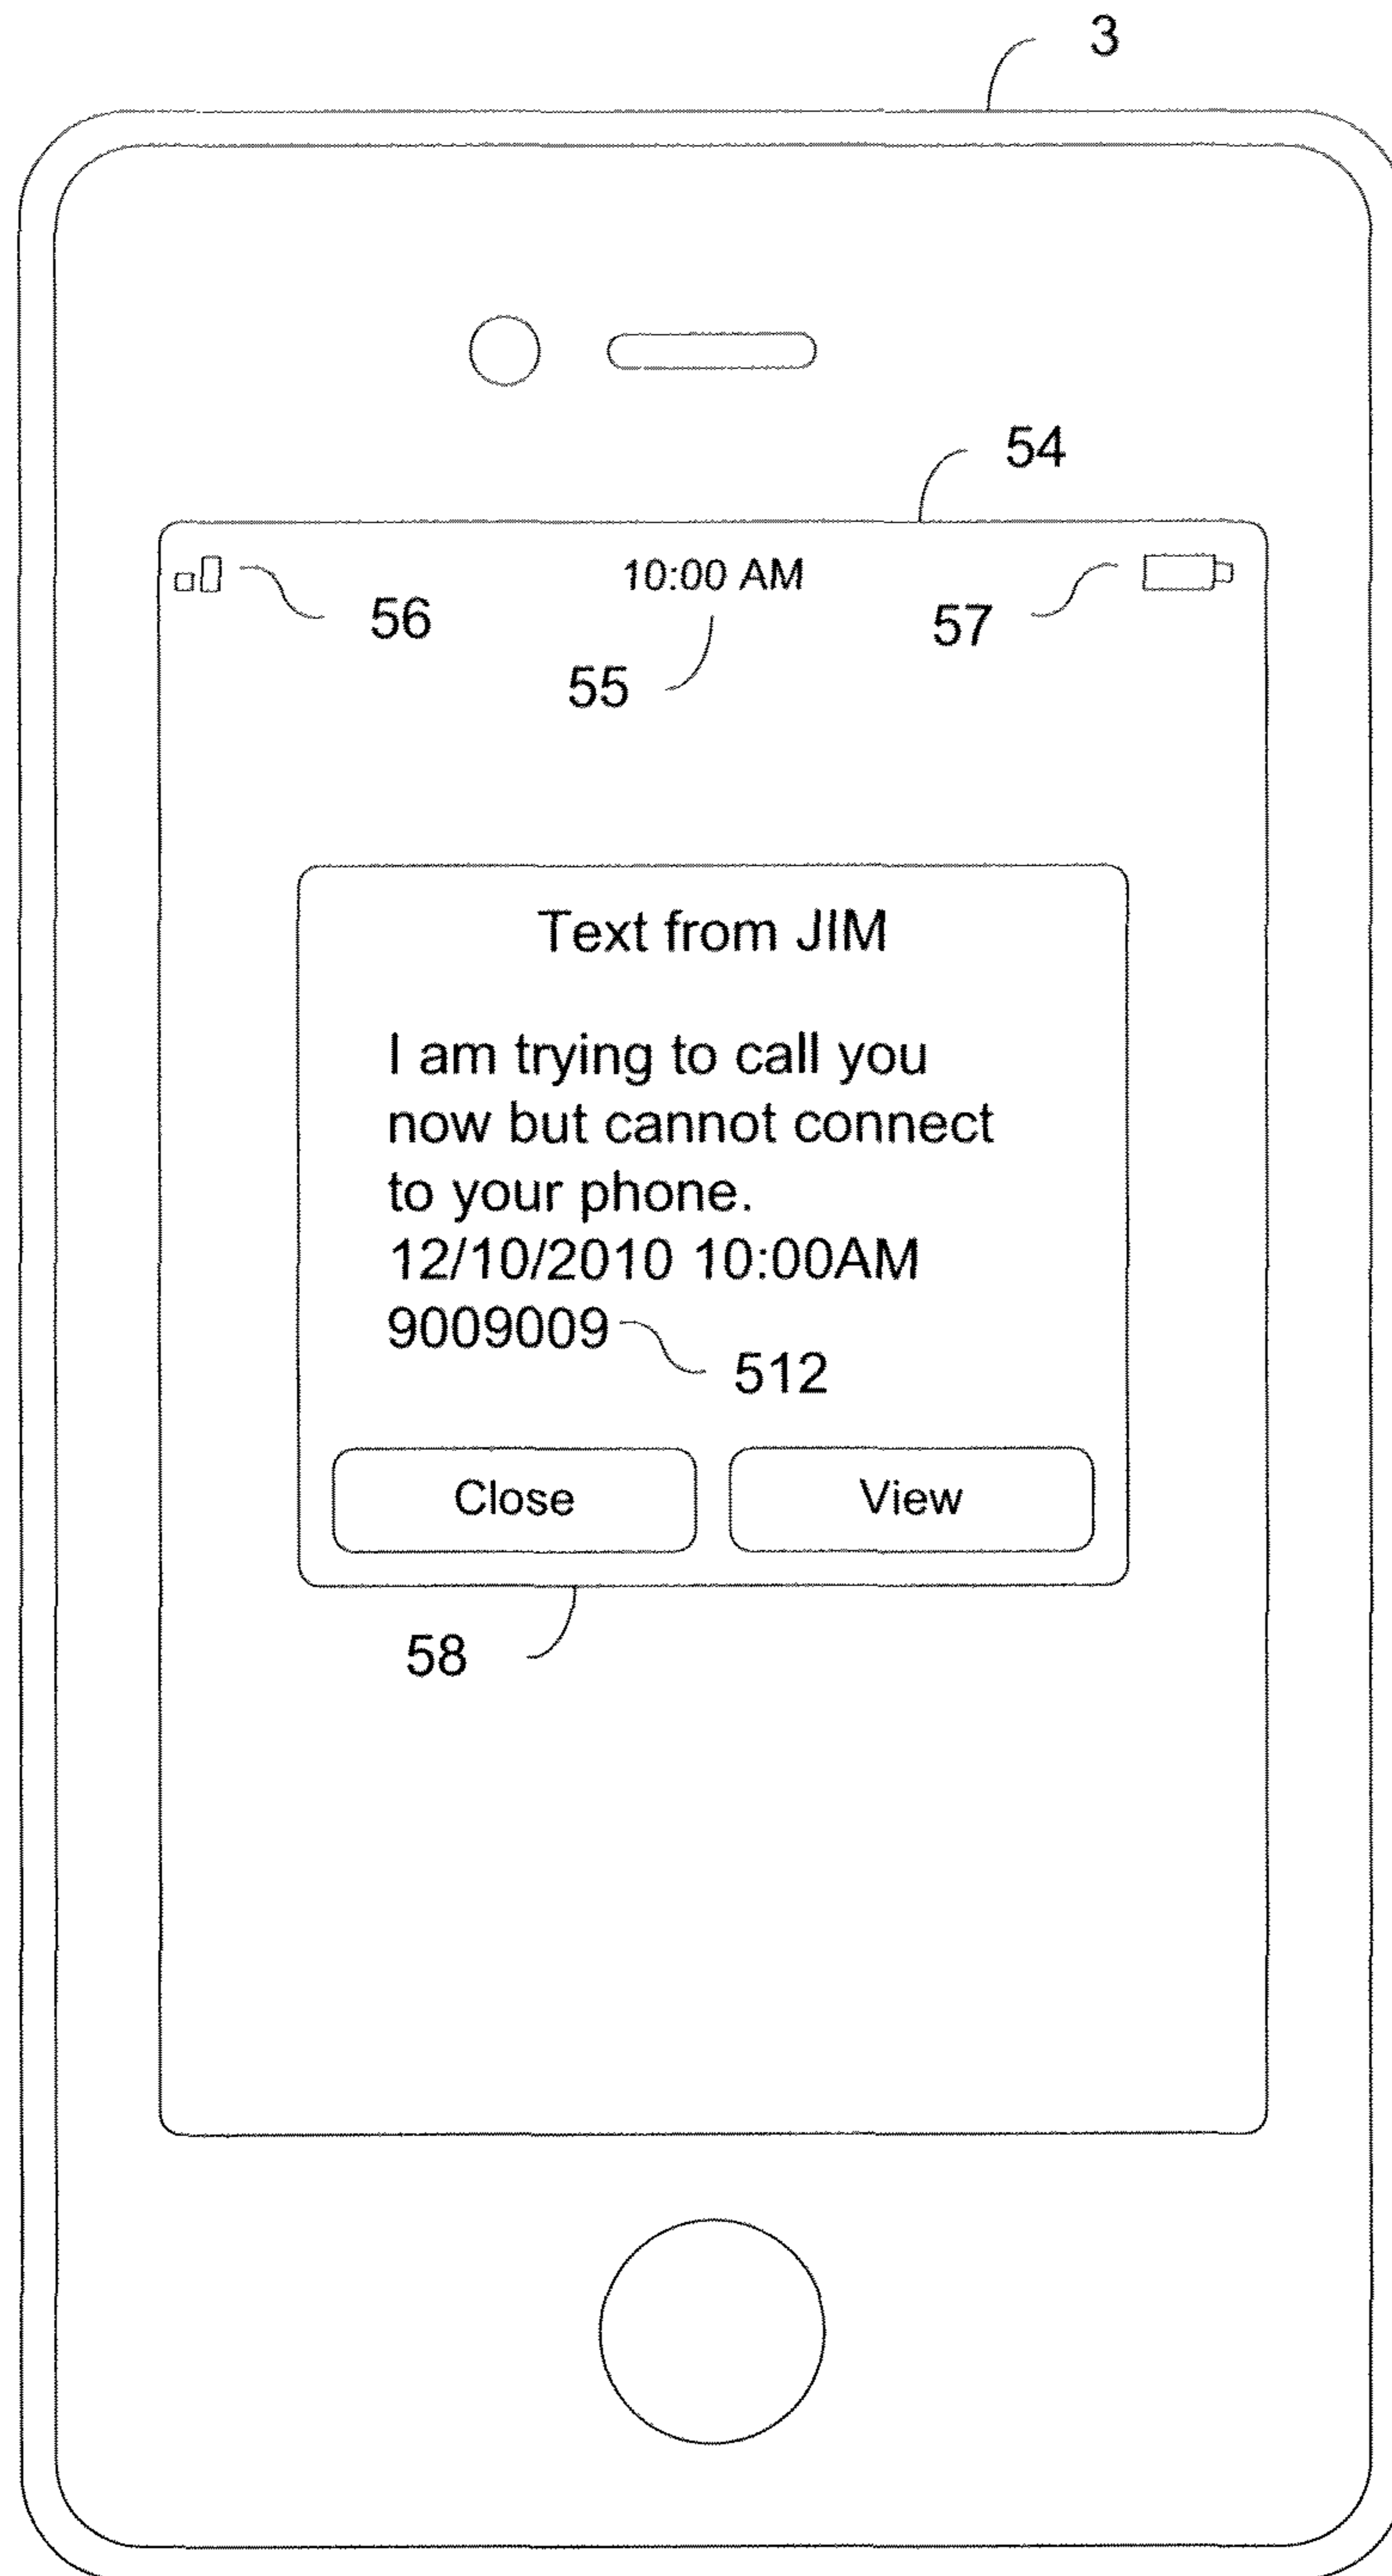 3
54
10:00 AM
56
57
55
Text from JIM
I am trying to call you
now but cannot connect
to your phone.
12/10/2010 10:00AM
9009009
512
Close
View
58